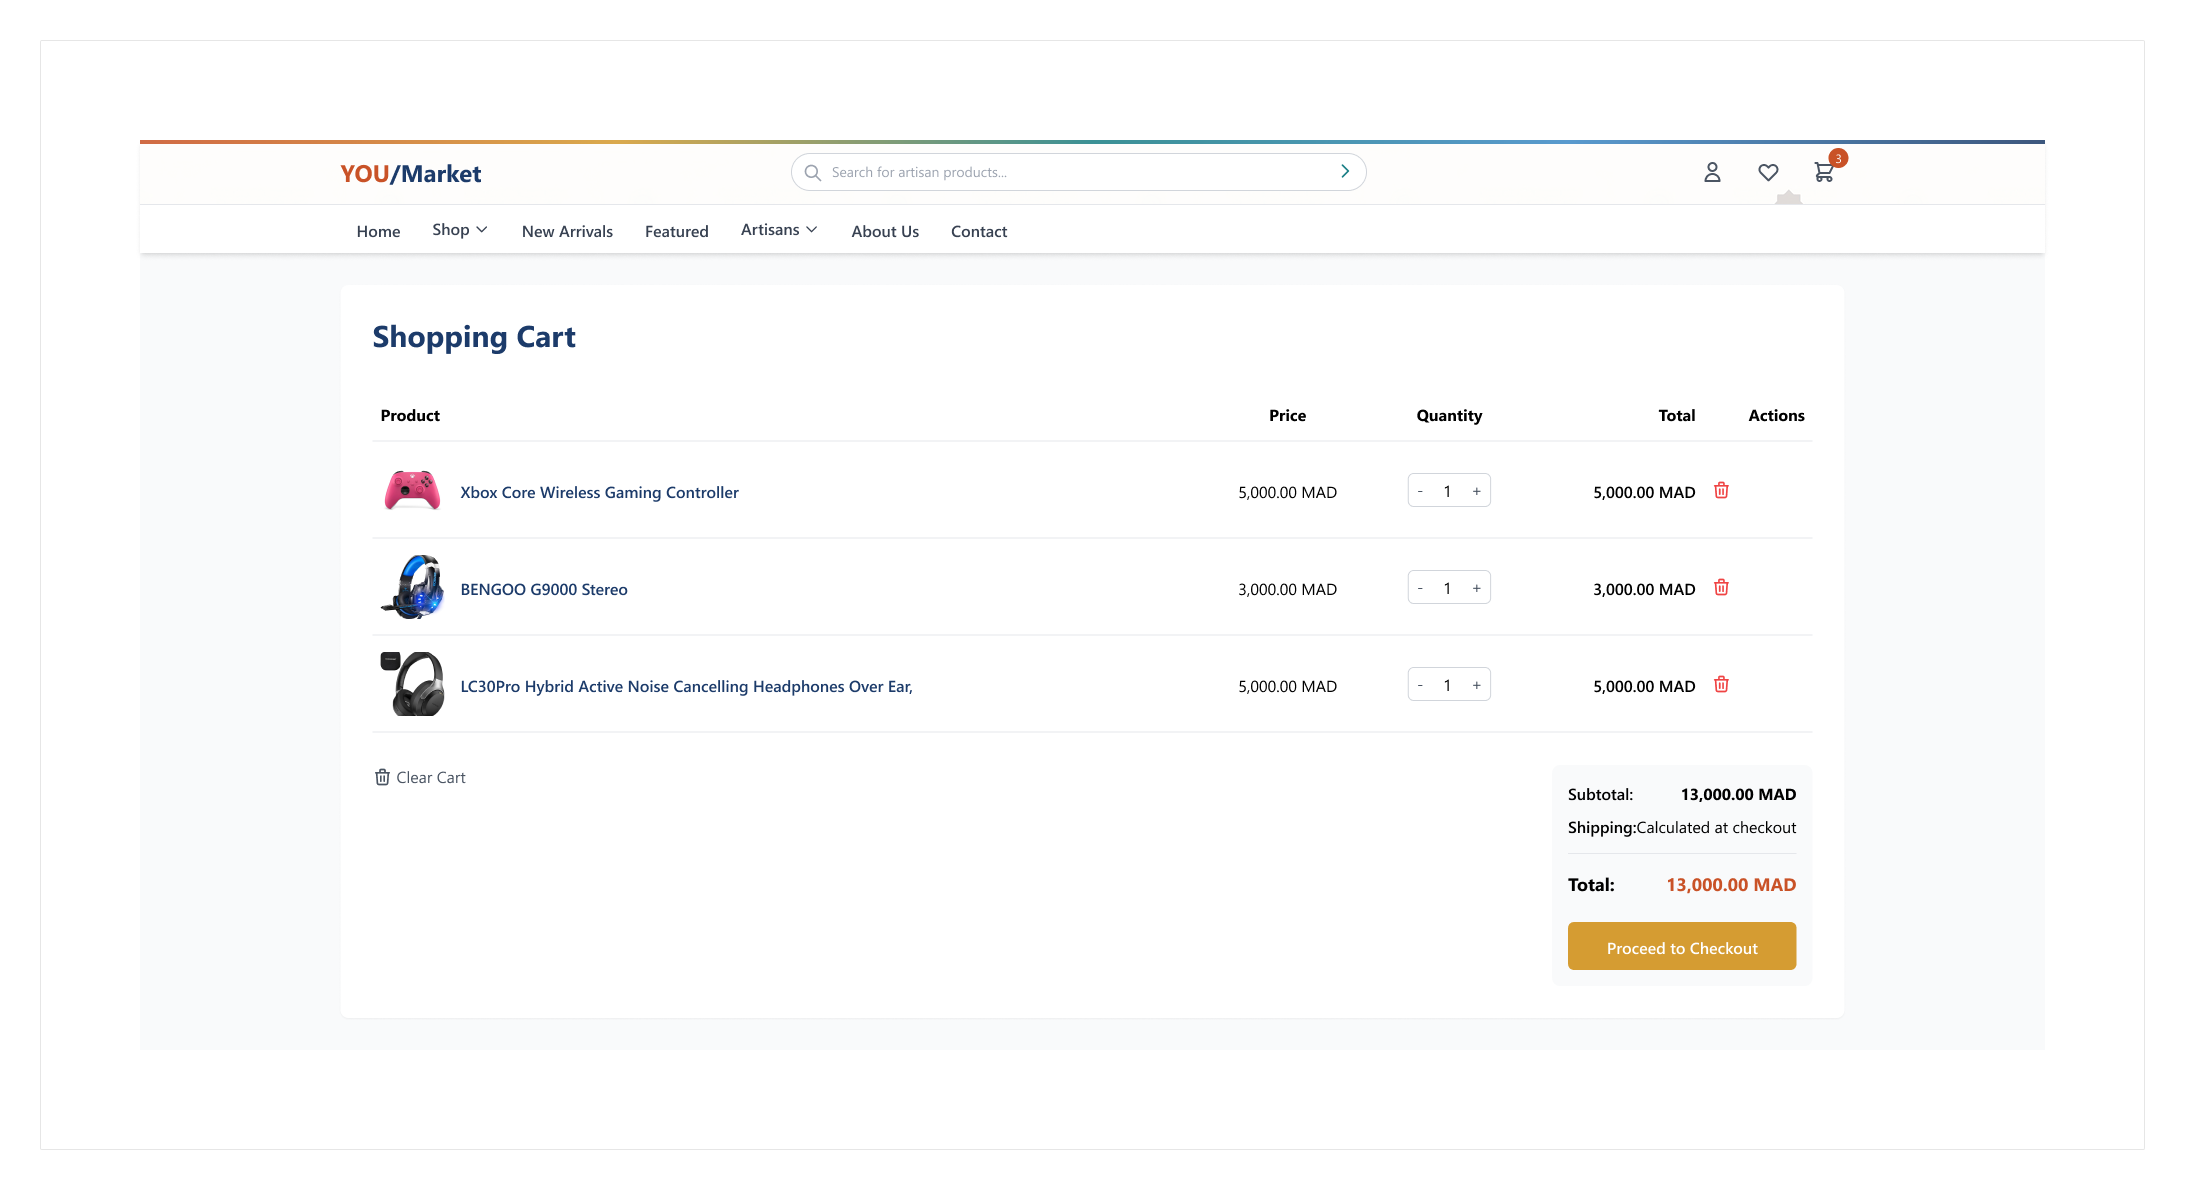 YOU/Market
Search for artisan products...
3
Home Shop New Arrivals Featured Artisans About Us Contact
Shopping Cart
Product Price Quantity Total Actions
Xbox Core Wireless Gaming Controller 5,000.00 MAD - 1 + 5,000.00 MAD
BENGOO G9000 Stereo 3,000.00 MAD - 1 + 3,000.00 MAD
LC30Pro Hybrid Active Noise Cancelling Headphones Over Ear, 5,000.00 MAD - 1 + 5,000.00 MAD
Clear Cart
Subtotal: 13,000.00 MAD
Shipping:Calculated at checkout
Total: 13,000.00 MAD
Proceed to Checkout